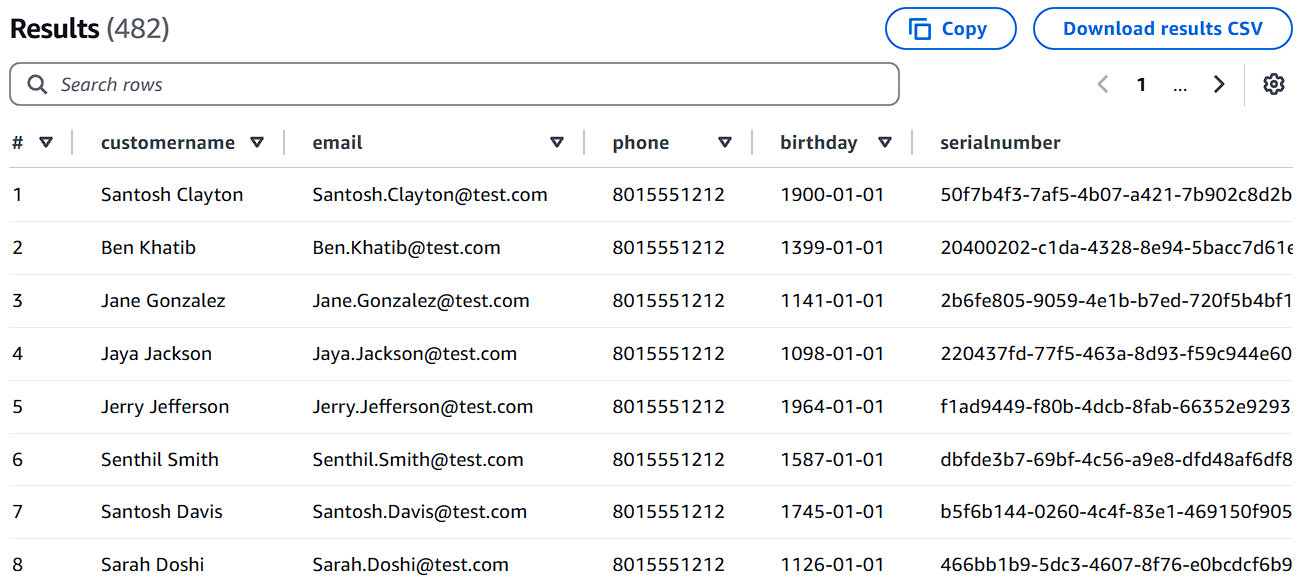 Results (482) Copy Download results CSV
Search rows 1 ...
# customername email phone birthday serialnumber
1 Santosh Clayton Santosh.Clayton@test.com 8015551212 1900-01-01 50f7b4f3-7af5-4b07-a421-7b902c8d2b
2 Ben Khatib Ben.Khatib@test.com 8015551212 1399-01-01 20400202-c1da-4328-8e94-5bacc7d61e
3 Jane Gonzalez Jane.Gonzalez@test.com 8015551212 1141-01-01 2b6fe805-9059-4e1b-b7ed-720f5b4bf1
4 Jaya Jackson Jaya.Jackson@test.com 8015551212 1098-01-01 220437fd-77f5-463a-8d93-f59c944e60
5 Jerry Jefferson Jerry.Jefferson@test.com 8015551212 1964-01-01 f1ad9449-f80b-4dcb-8fab-66352e9293
6 Senthil Smith Senthil.Smith@test.com 8015551212 1587-01-01 dbfde3b7-69bf-4c56-a9e8-dfd48af6df8
7 Santosh Davis Santosh.Davis@test.com 8015551212 1745-01-01 b5f6b144-0260-4c4f-83e1-469150f905
8 Sarah Doshi Sarah.Doshi@test.com 8015551212 1126-01-01 466bb1b9-5dc3-4607-8f76-e0bcdcf6b9